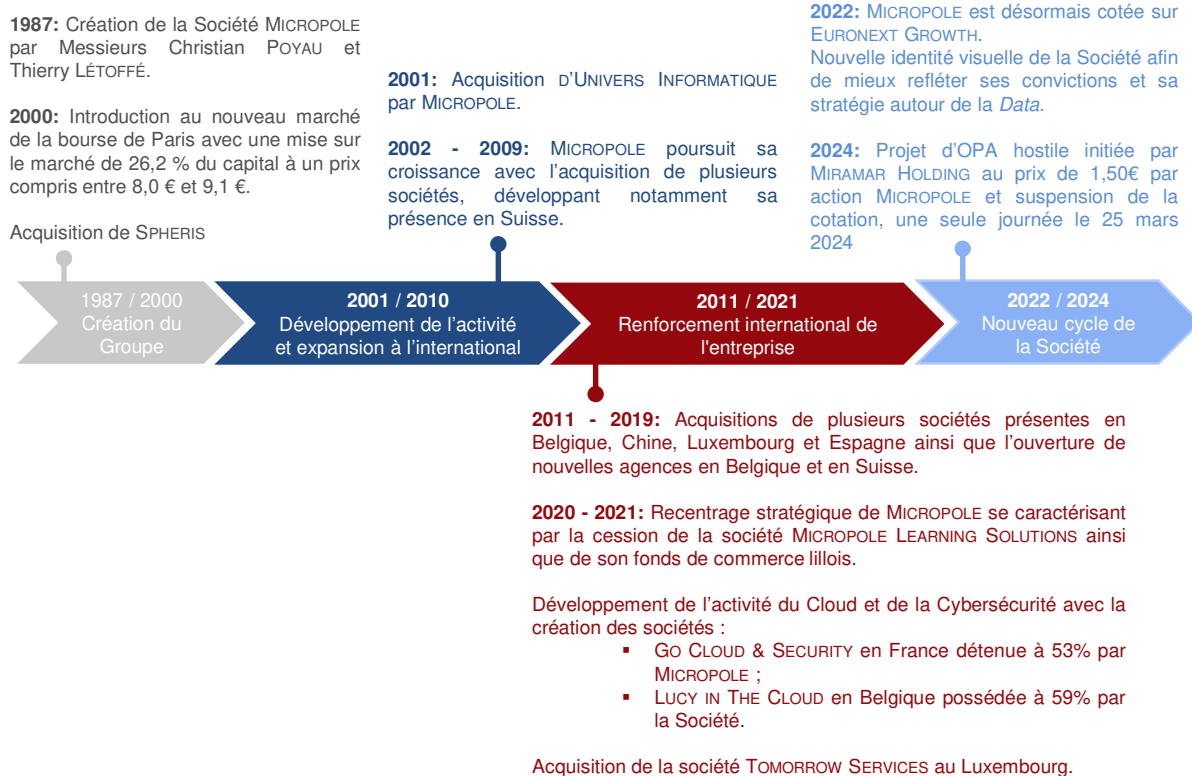 1987: Création de la Société MICROPOLE
par Messieurs Christian POYAU et
Thierry LÉTOFFÉ.
2000: Introduction au nouveau marché
de la bourse de Paris avec une mise sur
le marché de 26,2 % du capital à un prix
compris entre 8,0 € et 9,1 €.
Acquisition de SPHERIS
2001: Acquisition D'UNIVERS INFORMATIQUE
par MICROPOLE.
2002 - 2009: MICROPOLE poursuit sa
croissance avec l'acquisition de plusieurs
sociétés, développant notamment sa
présence en Suisse.
2022: MICROPOLE est désormais cotée sur
EURONEXT GROWTH.
Nouvelle identité visuelle de la Société afin
de mieux refléter ses convictions et sa
stratégie autour de la Data.
2024: Projet d'OPA hostile initiée par
MIRAMAR HOLDING au prix de 1,50€ par
action MICROPOLE et suspension de la
cotation, une seule journée le 25 mars
2024
1987 / 2000
Création du
Groupe
2001 / 2010
Développement de l'activité
et expansion à l'international
2011 / 2021
Renforcement international de
l'entreprise
2022 / 2024
Nouveau cycle de
la Société
2011 - 2019: Acquisitions de plusieurs sociétés présentes en
Belgique, Chine, Luxembourg et Espagne ainsi que l'ouverture de
nouvelles agences en Belgique et en Suisse.
2020 - 2021: Recentrage stratégique de MICROPOLE se caractérisant
par la cession de la société MICROPOLE LEARNING SOLUTIONS ainsi
que de son fonds de commerce lillois.
Développement de l'activité du Cloud et de la Cybersécurité avec la
création des sociétés :
▪ GO CLOUD & SECURITY en France détenue à 53% par
MICROPOLE ;
▪ LUCY IN THE CLOUD en Belgique possédée à 59% par
la Société.
Acquisition de la société TOMORROW SERVICES au Luxembourg.